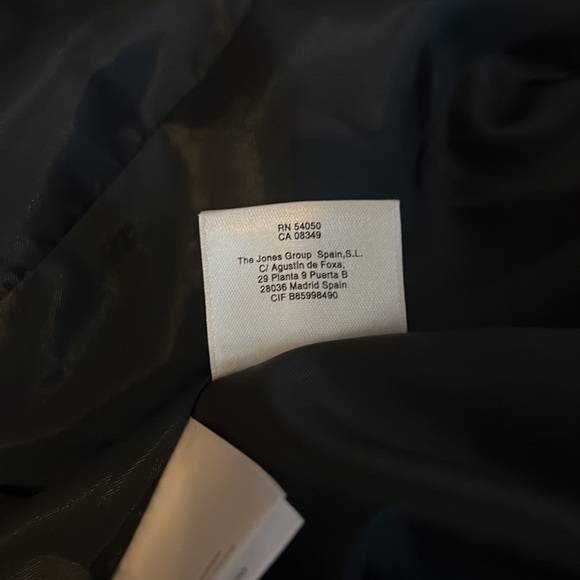 RN 54050
CA 08349
The Jones Group Spain,S.L.
C/ Agustin de Foxa,
29 Planta 9 Puerta B
28036 Madrid Spain
CIF B85998490